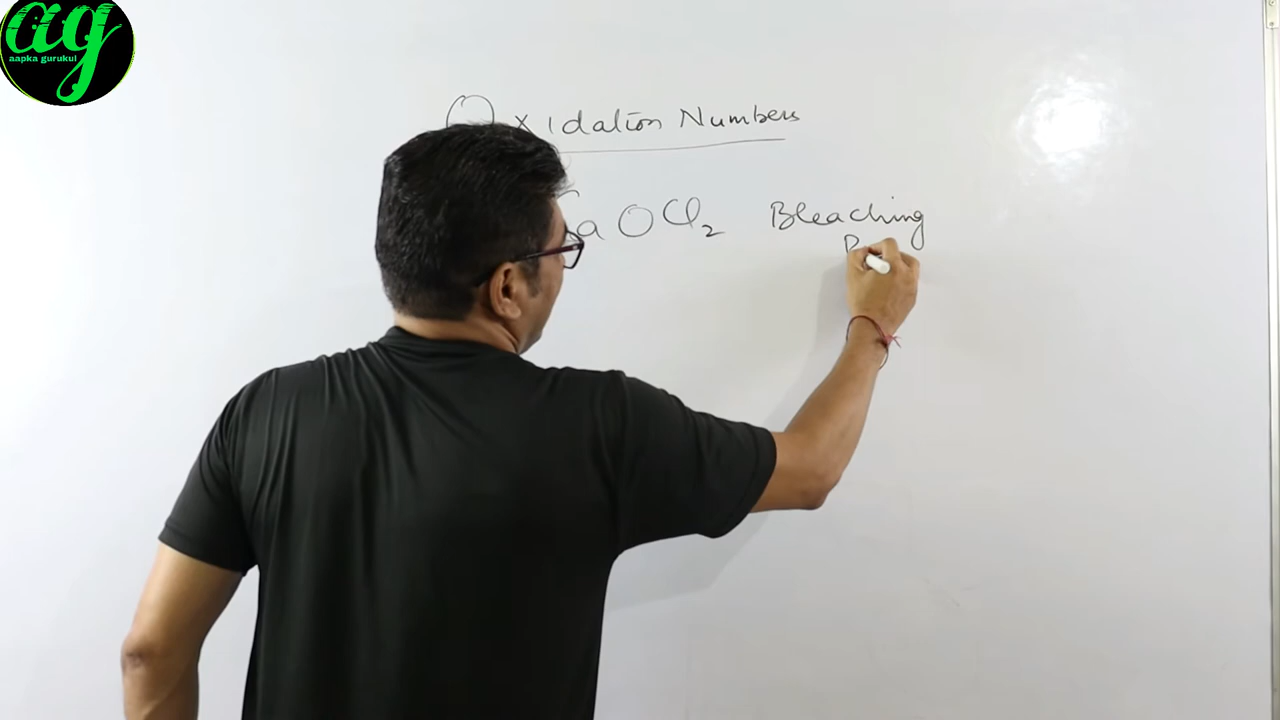 ag
aapka gurukul
Oxidation Numbers
CaOCl2 Bleaching
P